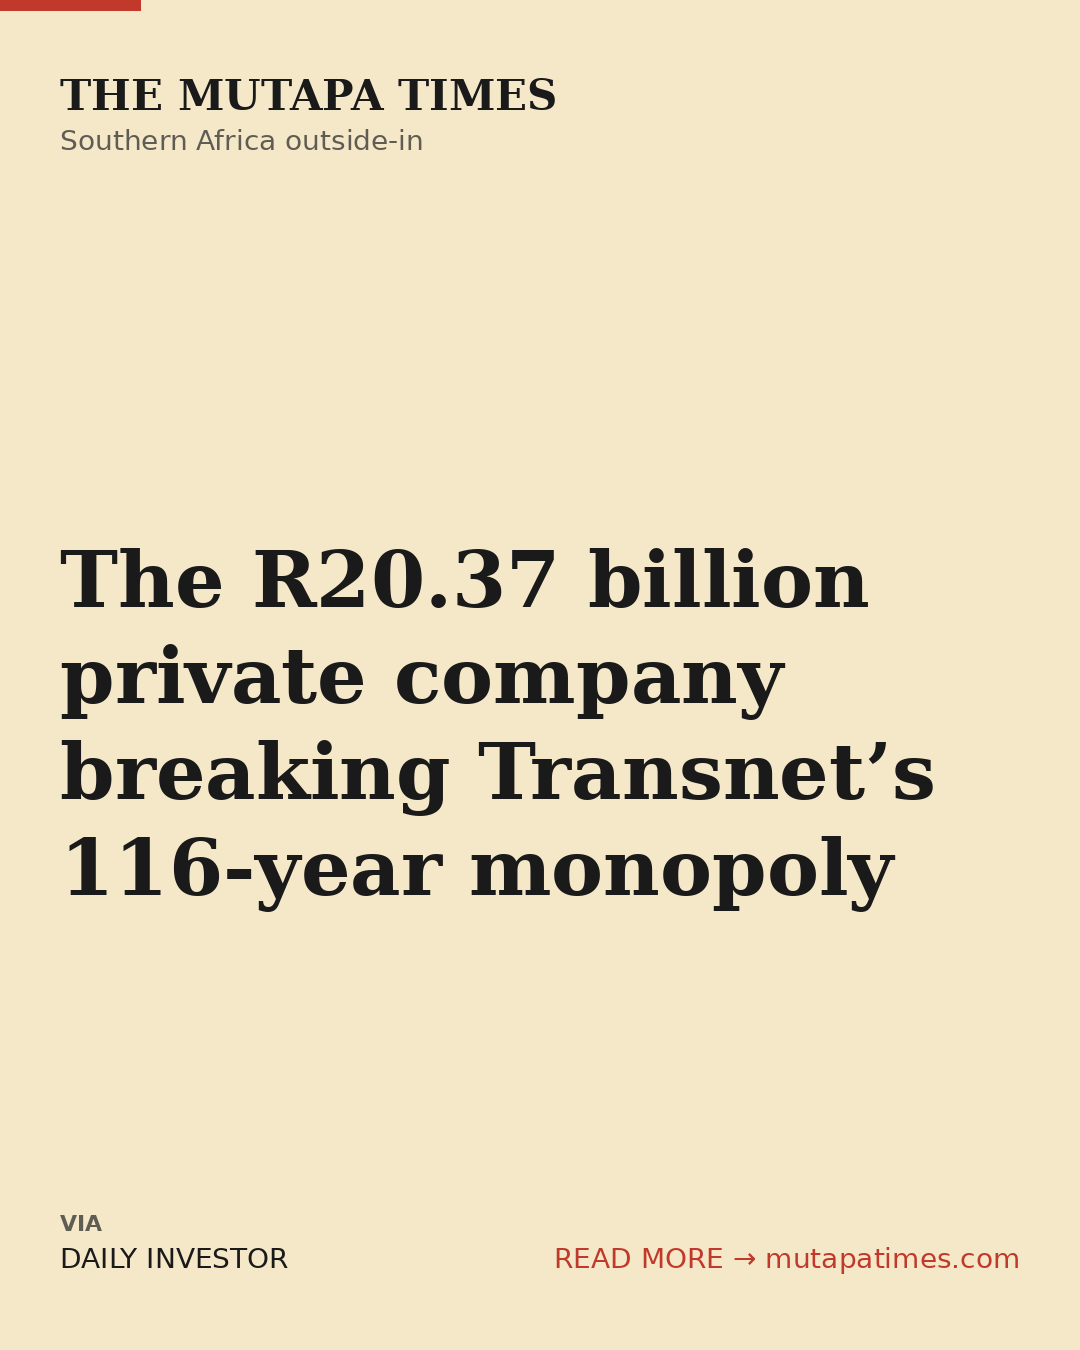 THE MUTAPA TIMES
Southern Africa outside-in
The R20.37 billion
private company
breaking Transnet’s
116-year monopoly
VIA
DAILY INVESTOR
READ MORE → mutapatimes.com